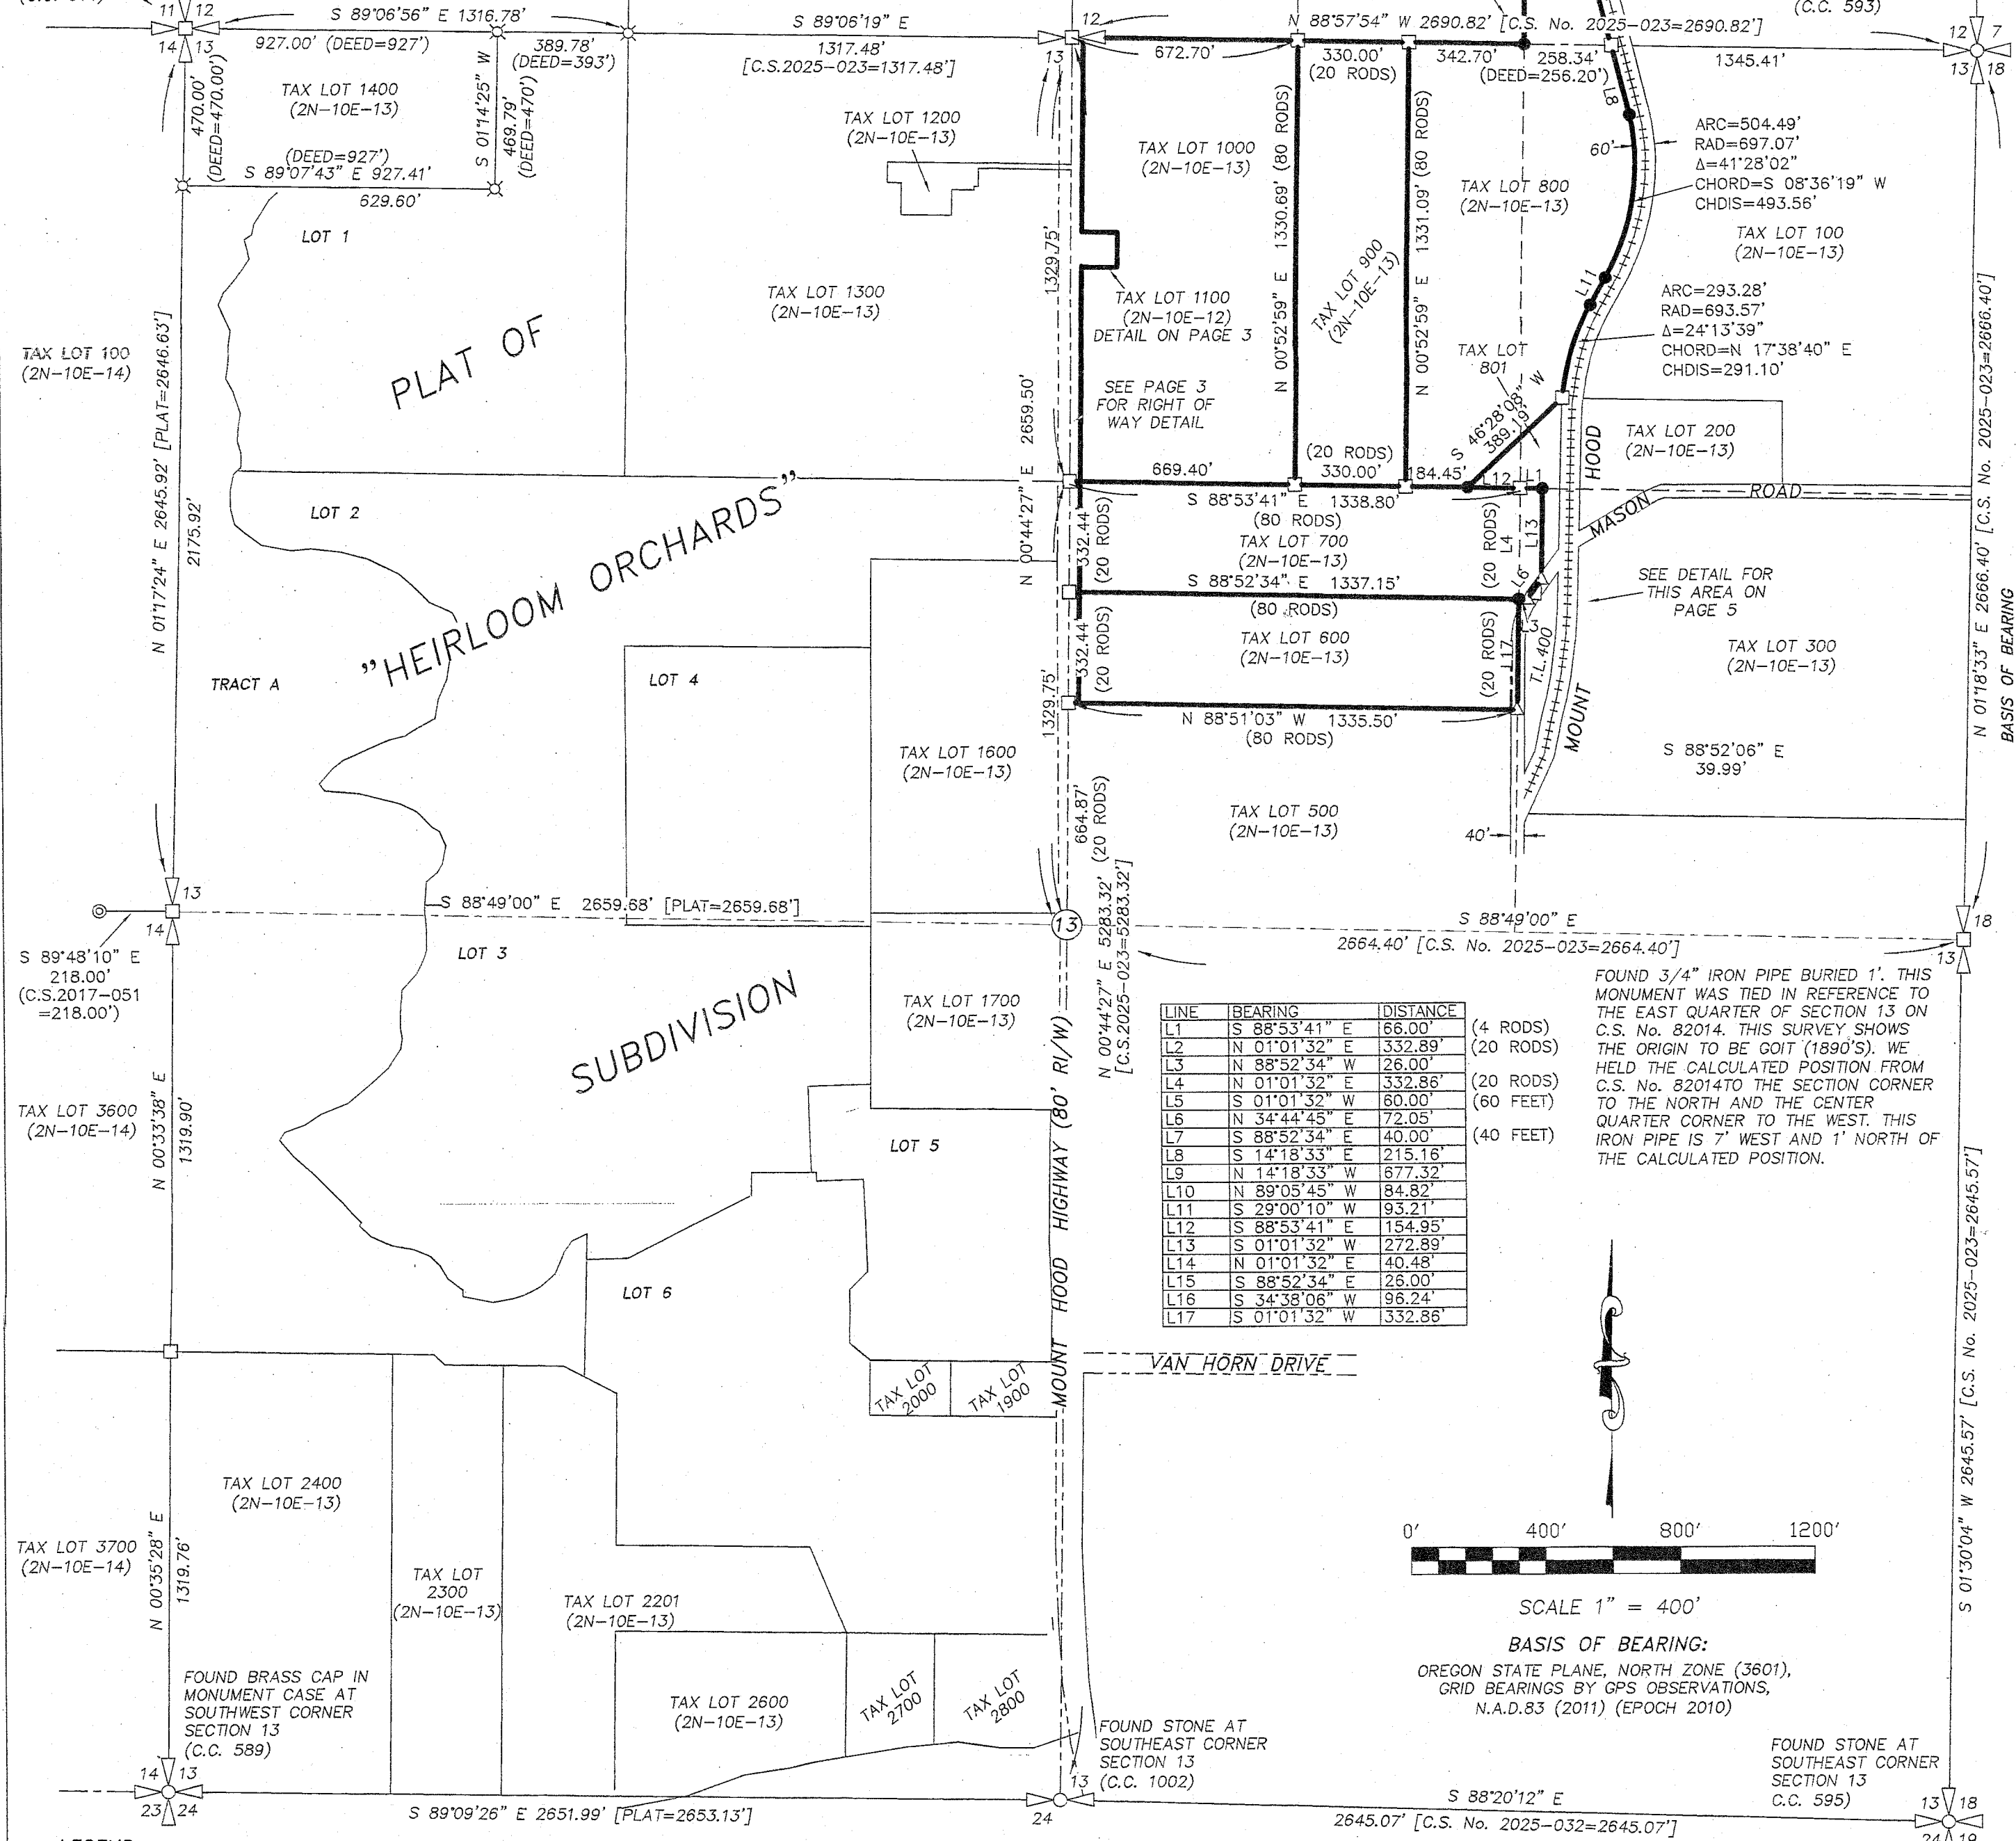 11 12
S 89°06'56" E 1316.78'
14 13
927.00' (DEED=927')
389.78'
(DEED=393')
S 89°06'19" E
1317.48'
[C.S.2025-023=1317.48']
12
13
N 88°57'54" W 2690.82' [C.S. No. 2025-023=2690.82']
672.70'
330.00'
(20 RODS)
342.70'
258.34'
(DEED=256.20')
1345.41'
(C.C. 593)
12 7
13 18
470.00'
(DEED=470.00')
TAX LOT 1400
(2N-10E-13)
S 01°14'25" W
469.79'
(DEED=470')
(DEED=927')
S 89°07'43" E 927.41'
629.60'
TAX LOT 1200
(2N-10E-13)
TAX LOT 1000
(2N-10E-13)
N 00°52'59" E 1330.69' (80 RODS)
TAX LOT 900
(2N-10E-13)
N 00°52'59" E 1331.09' (80 RODS)
TAX LOT 800
(2N-10E-13)
L8
60'
ARC=504.49'
RAD=697.07'
Δ=41°28'02"
CHORD=S 08°36'19" W
CHDIS=493.56'
TAX LOT 100
(2N-10E-13)
L11
ARC=293.28'
RAD=693.57'
Δ=24°13'39"
CHORD=N 17°38'40" E
CHDIS=291.10'
LOT 1
TAX LOT 1300
(2N-10E-13)
1329.75'
TAX LOT 1100
(2N-10E-12)
DETAIL ON PAGE 3
SEE PAGE 3
FOR RIGHT OF
WAY DETAIL
TAX LOT
801
S 46°28'08" W
389.19'
TAX LOT 200
(2N-10E-13)
TAX LOT 100
(2N-10E-14)
N 01°17'24" E 2645.92' [PLAT=2646.63']
2175.92'
PLAT OF
"HEIRLOOM ORCHARDS"
SUBDIVISION
N 00°44'27" E 2659.50'
669.40'
(20 RODS)
330.00'
184.45'
L12
L1
S 88°53'41" E 1338.80'
(80 RODS)
TAX LOT 700
(2N-10E-13)
332.44'
(20 RODS)
(20 RODS)
L4
L13
L6
HOOD
MASON
ROAD
LOT 2
S 88°52'34" E 1337.15'
(80 RODS)
TAX LOT 600
(2N-10E-13)
332.44'
(20 RODS)
(20 RODS)
L17
L3
T.L.400
MOUNT
SEE DETAIL FOR
THIS AREA ON
PAGE 5
TAX LOT 300
(2N-10E-13)
N 01°18'33" E 2666.40' [C.S. No. 2025-023=2666.40']
BASIS OF BEARING
TRACT A
LOT 4
1329.75'
N 88°51'03" W 1335.50'
(80 RODS)
S 88°52'06" E
39.99'
TAX LOT 1600
(2N-10E-13)
664.87'
(20 RODS)
TAX LOT 500
(2N-10E-13)
40'
13
14
S 88°49'00" E 2659.68' [PLAT=2659.68']
13
S 88°49'00" E
2664.40' [C.S. No. 2025-023=2664.40']
18
13
S 89°48'10" E
218.00'
(C.S.2017-051
=218.00')
LOT 3
TAX LOT 1700
(2N-10E-13)
N 00°44'27" E 5283.32'
[C.S.2025-023=5283.32']
FOUND 3/4" IRON PIPE BURIED 1'. THIS
MONUMENT WAS TIED IN REFERENCE TO
THE EAST QUARTER OF SECTION 13 ON
C.S. No. 82014. THIS SURVEY SHOWS
THE ORIGIN TO BE GOIT (1890'S). WE
HELD THE CALCULATED POSITION FROM
C.S. No. 82014TO THE SECTION CORNER
TO THE NORTH AND THE CENTER
QUARTER CORNER TO THE WEST. THIS
IRON PIPE IS 7' WEST AND 1' NORTH OF
THE CALCULATED POSITION.
LINE BEARING DISTANCE
L1 S 88°53'41" E 66.00' (4 RODS)
L2 N 01°01'32" E 332.89' (20 RODS)
L3 N 88°52'34" W 26.00'
L4 N 01°01'32" E 332.86' (20 RODS)
L5 S 01°01'32" W 60.00' (60 FEET)
L6 N 34°44'45" E 72.05'
L7 S 88°52'34" E 40.00' (40 FEET)
L8 S 14°18'33" E 215.16'
L9 N 14°18'33" W 677.32'
L10 N 89°05'45" W 84.82'
L11 S 29°00'10" W 93.21'
L12 S 88°53'41" E 154.95'
L13 S 01°01'32" W 272.89'
L14 N 01°01'32" E 40.48'
L15 S 88°52'34" E 26.00'
L16 S 34°38'06" W 96.24'
L17 S 01°01'32" W 332.86'
TAX LOT 3600
(2N-10E-14)
N 00°33'38" E
1319.90'
LOT 5
LOT 6
MOUNT HOOD HIGHWAY (80' RI/W)
VAN HORN DRIVE
TAX LOT
2000
TAX LOT
1900
S 01°30'04" W 2645.57' [C.S. No. 2025-023=2645.57']
TAX LOT 2400
(2N-10E-13)
TAX LOT 3700
(2N-10E-14)
N 00°35'28" E
1319.76'
TAX LOT
2300
(2N-10E-13)
TAX LOT 2201
(2N-10E-13)
0' 400' 800' 1200'
SCALE 1" = 400'
BASIS OF BEARING:
OREGON STATE PLANE, NORTH ZONE (3601),
GRID BEARINGS BY GPS OBSERVATIONS,
N.A.D.83 (2011) (EPOCH 2010)
FOUND BRASS CAP IN
MONUMENT CASE AT
SOUTHWEST CORNER
SECTION 13
(C.C. 589)
TAX LOT 2600
(2N-10E-13)
TAX LOT
2700
TAX LOT
2800
FOUND STONE AT
SOUTHEAST CORNER
SECTION 13
(C.C. 1002)
FOUND STONE AT
SOUTHEAST CORNER
SECTION 13
C.C. 595)
14 13
23 24
S 89°09'26" E 2651.99' [PLAT=2653.13']
13
24
S 88°20'12" E
2645.07' [C.S. No. 2025-032=2645.07']
13 18